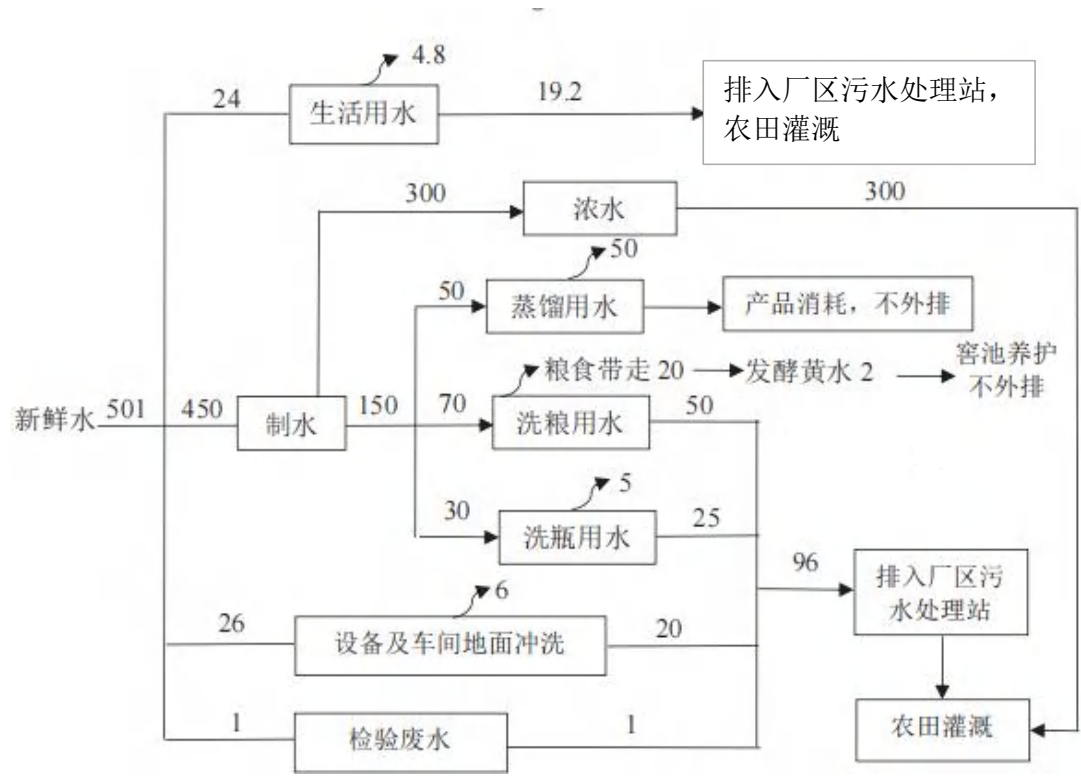 4.8
24
生活用水
19.2
排入厂区污水处理站，
农田灌溉
300
浓水
300
50
50
蒸馏用水
产品消耗，不外排
粮食带走 20
发酵黄水 2
窖池养护
不外排
新鲜水
501
450
制水
150
70
洗粮用水
50
5
30
洗瓶用水
25
96
排入厂区污
水处理站
6
26
设备及车间地面冲洗
20
1
检验废水
1
农田灌溉